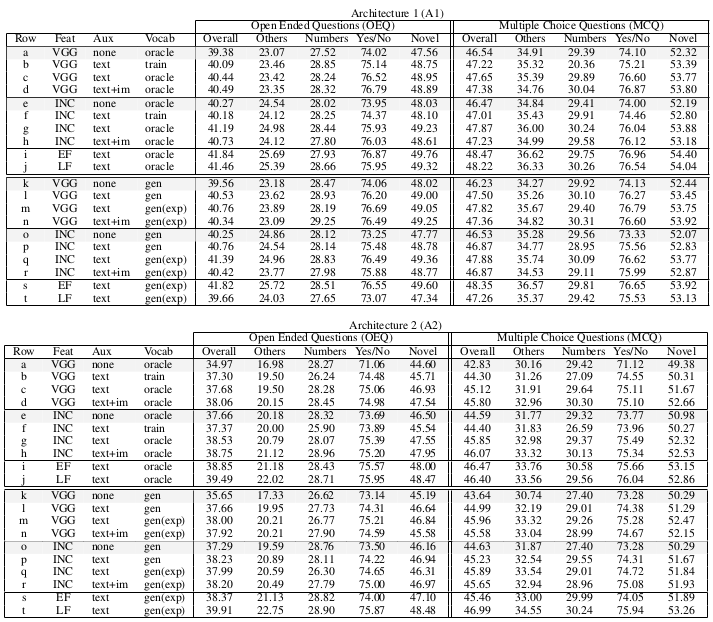 Architecture 1 (A1)
Open Ended Questions (OEQ) Multiple Choice Questions (MCQ)
Row Feat Aux Vocab Overall Others Numbers Yes/No Novel Overall Others Numbers Yes/No Novel
a VGG none oracle 39.38 23.07 27.52 74.02 47.56 46.54 34.91 29.39 74.10 52.32
b VGG text train 40.09 23.46 28.85 75.14 48.75 47.22 35.32 20.36 75.21 53.39
c VGG text oracle 40.44 23.42 28.24 76.52 48.95 47.65 35.39 29.89 76.60 53.77
d VGG text+im oracle 40.49 23.35 28.32 76.79 48.89 47.38 34.76 30.04 76.87 53.80
e INC none oracle 40.27 24.54 28.02 73.95 48.03 46.47 34.84 29.41 74.00 52.19
f INC text train 40.18 24.12 28.25 74.37 48.10 47.01 35.43 29.91 74.46 52.80
g INC text oracle 41.19 24.98 28.44 75.93 49.23 47.87 36.00 30.24 76.04 53.88
h INC text+im oracle 40.73 24.12 27.80 76.03 48.61 47.23 34.99 29.58 76.12 53.18
i EF text oracle 41.84 25.69 27.93 76.87 49.76 48.47 36.62 29.75 76.96 54.40
j LF text oracle 41.46 25.39 28.66 75.95 49.32 48.22 36.33 30.26 76.54 54.04
k VGG none gen 39.56 23.18 28.47 74.06 48.02 46.23 34.27 29.92 74.13 52.44
l VGG text gen 40.53 23.62 28.93 76.20 49.00 47.50 35.26 30.10 76.27 53.45
m VGG text gen(exp) 40.76 23.89 28.19 76.69 49.05 47.82 35.67 29.40 76.79 53.75
n VGG text+im gen(exp) 40.34 23.09 29.25 76.49 49.25 47.36 34.82 30.31 76.60 53.92
o INC none gen 40.25 24.86 28.12 73.25 47.77 46.53 35.28 29.56 73.33 52.07
p INC text gen 40.76 24.54 28.14 75.48 48.78 46.87 34.77 28.95 75.56 52.83
q INC text gen(exp) 41.39 24.96 28.83 76.49 49.36 47.88 35.74 30.09 76.62 53.77
r INC text+im gen(exp) 40.42 23.77 27.98 75.88 48.77 46.87 34.53 29.11 75.99 52.87
s EF text gen(exp) 41.82 25.72 28.51 76.55 49.60 48.35 36.57 29.81 76.65 53.92
t LF text gen(exp) 39.66 24.03 27.65 73.07 47.34 47.26 35.37 29.42 75.53 53.13
Architecture 2 (A2)
Open Ended Questions (OEQ) Multiple Choice Questions (MCQ)
Row Feat Aux Vocab Overall Others Numbers Yes/No Novel Overall Others Numbers Yes/No Novel
a VGG none oracle 34.97 16.98 28.27 71.06 44.60 42.83 30.16 29.42 71.12 49.38
b VGG text train 37.30 19.50 26.24 74.48 45.71 44.30 31.26 27.09 74.55 50.31
c VGG text oracle 37.68 19.50 28.28 75.06 46.93 45.12 31.91 29.64 75.11 51.67
d VGG text+im oracle 38.06 20.15 28.45 74.98 47.54 45.80 32.96 30.30 75.10 52.66
e INC none oracle 37.66 20.18 28.32 73.69 46.50 44.59 31.77 29.32 73.77 50.98
f INC text train 37.37 20.00 25.90 73.89 45.54 44.40 31.83 26.59 73.96 50.27
g INC text oracle 38.53 20.79 28.07 75.39 47.55 45.85 32.98 29.37 75.49 52.32
h INC text+im oracle 38.75 21.12 28.96 75.20 47.95 46.07 33.32 30.13 75.34 52.53
i EF text oracle 38.85 21.18 28.43 75.57 48.00 46.47 33.76 30.58 75.66 53.15
j LF text oracle 39.49 22.02 28.71 75.95 48.47 46.40 33.56 29.56 76.04 52.86
k VGG none gen 35.65 17.33 26.62 73.14 45.19 43.64 30.74 27.40 73.28 50.29
l VGG text gen 37.66 19.95 27.73 74.31 46.64 44.99 32.19 29.01 74.38 51.29
m VGG text gen(exp) 38.00 20.21 26.77 75.21 46.84 45.96 33.32 29.26 75.28 52.47
n VGG text+im gen(exp) 37.92 20.21 27.90 74.59 45.58 45.58 33.04 28.99 74.67 52.15
o INC none gen 37.29 19.59 28.76 73.50 46.16 44.63 31.87 27.40 73.28 50.29
p INC text gen 38.23 20.89 28.11 74.22 46.94 45.23 32.54 29.55 74.31 51.67
q INC text gen(exp) 37.99 20.59 26.30 74.65 46.31 45.89 33.54 29.01 74.72 51.84
r INC text+im gen(exp) 38.20 20.49 27.79 75.00 46.97 45.65 32.94 28.96 75.08 51.93
s EF text gen(exp) 38.37 21.13 28.82 74.00 47.10 45.46 33.00 29.99 74.05 51.89
t LF text gen(exp) 39.91 22.75 28.90 75.87 48.48 46.99 34.55 30.24 75.94 53.26